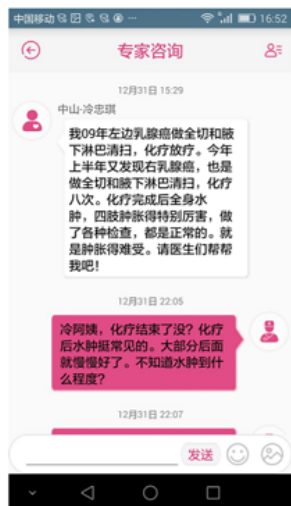 中国移动 16:52
专家咨询
12月31日 15:29
中山-冷忠琪
我09年左边乳腺癌做全切和腋
下淋巴清扫，化疗放疗。今年
上半年又发现右乳腺癌，也是
做全切和腋下淋巴清扫，化疗
八次。化疗完成后全身水
肿，四肢肿胀得特别厉害，做
了各种检查，都是正常的。就
是肿胀得难受。请医生们帮帮
我吧！
12月31日 22:05
冷阿姨，化疗结束了没？化疗
后水肿挺常见的。大部分后面
就慢慢好了。不知道水肿到什
么程度？
12月31日 22:07
发送